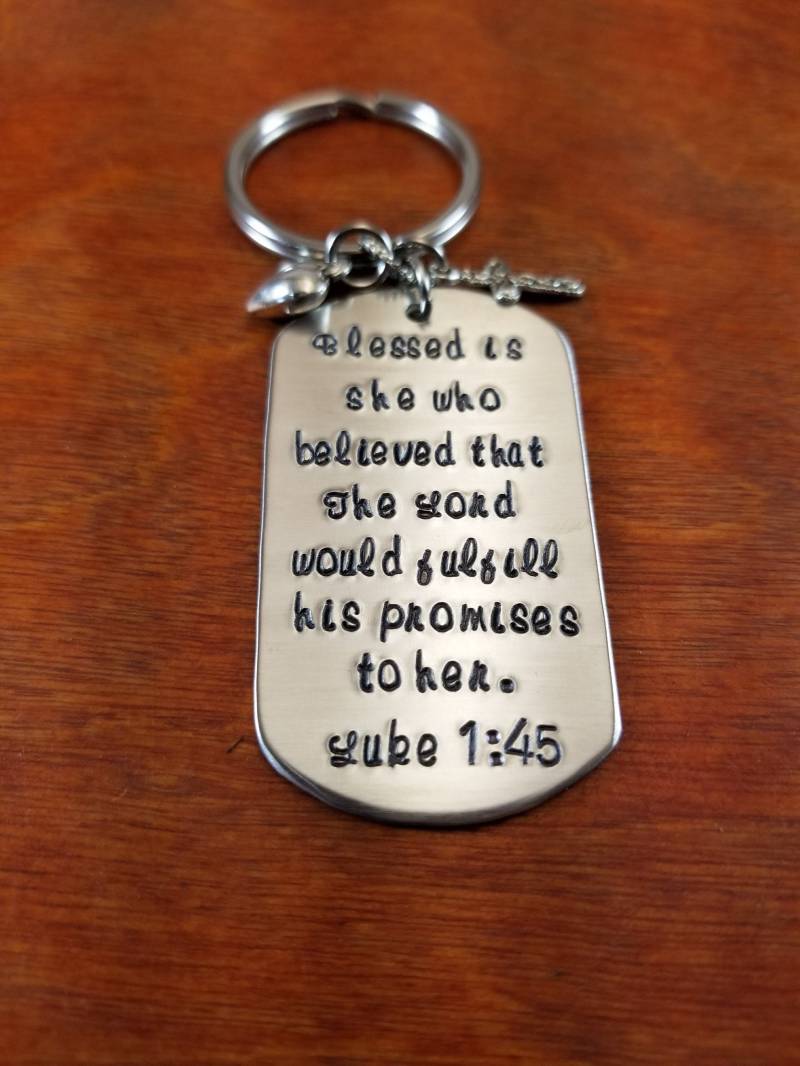 Blessed is
she who
believed that
The Lord
would fulfill
his promises
to her.
Luke 1:45